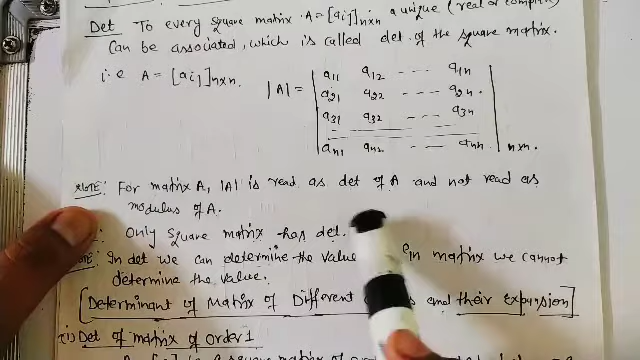 Det: To every square matrix A = [aij]n×n a unique (real or complex)
Can be associated, which is called det. of the square matrix.
i.e A = [aij]n×n. |A| =
a11 a12 --- a1n
a21 a22 --- a2n.
a31 a32 --- a3n
an1 an2 --- ann n×n.
NOTE: For matrix A, |A| is read as det of A and not read as
modulus of A.
Only square matrix has det.
In det we can determine the value in matrix we cannot
determine the value.
[Determinant of Matrix of Different and their Expansion]
(i) Det of matrix of order 1